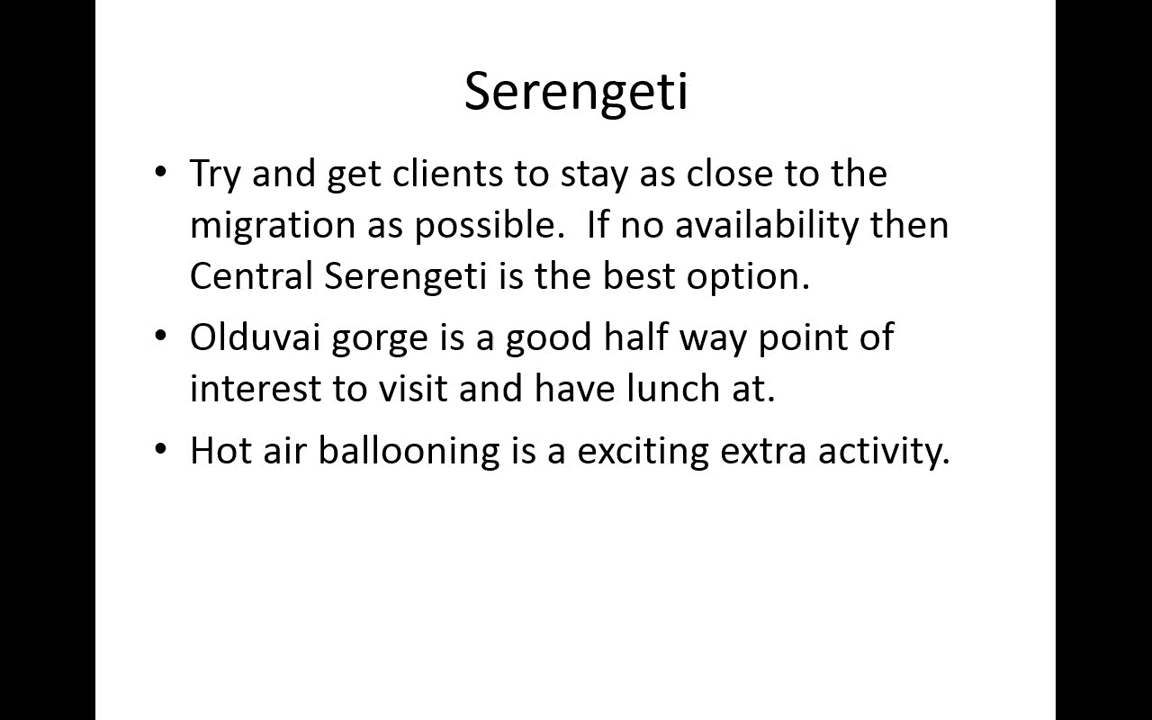 Serengeti
• Try and get clients to stay as close to the
migration as possible.  If no availability then
Central Serengeti is the best option.
• Olduvai gorge is a good half way point of
interest to visit and have lunch at.
• Hot air ballooning is a exciting extra activity.